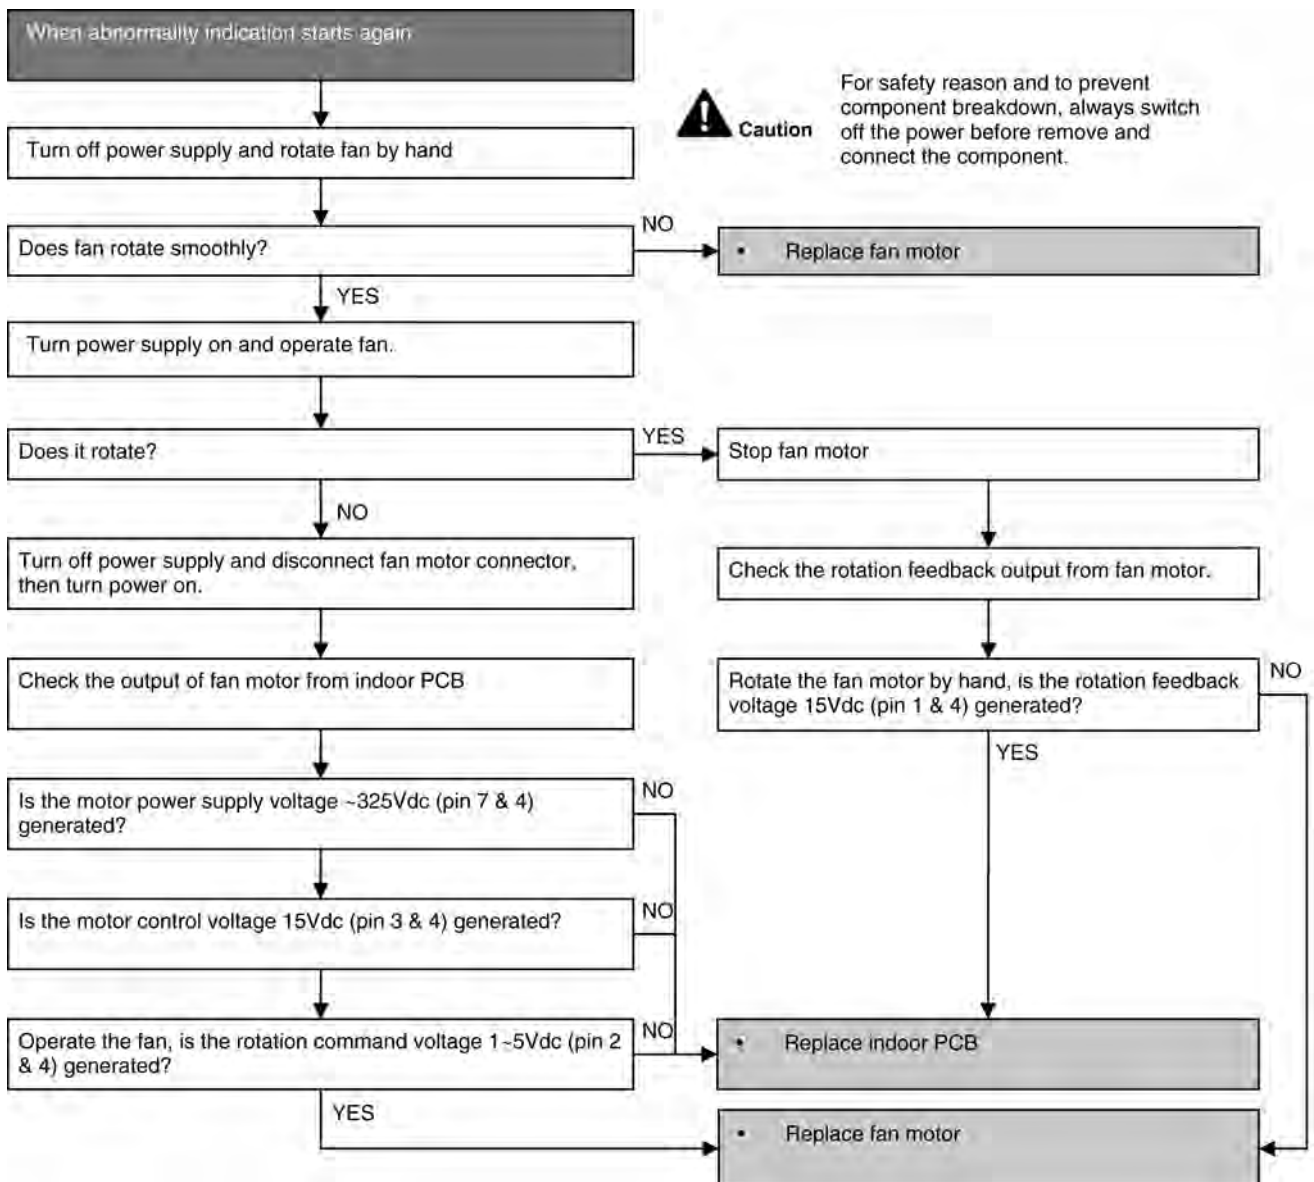 When abnormality indication starts again
For safety reason and to prevent
component breakdown, always switch
off the power before remove and
connect the component.
Caution
Turn off power supply and rotate fan by hand
Does fan rotate smoothly?
NO
• Replace fan motor
YES
Turn power supply on and operate fan.
Does it rotate?
YES
Stop fan motor
NO
Turn off power supply and disconnect fan motor connector,
then turn power on.
Check the rotation feedback output from fan motor.
Check the output of fan motor from indoor PCB
Rotate the fan motor by hand, is the rotation feedback
voltage 15Vdc (pin 1 & 4) generated?
NO
YES
Is the motor power supply voltage ~325Vdc (pin 7 & 4)
generated?
NO
Is the motor control voltage 15Vdc (pin 3 & 4) generated?
NO
Operate the fan, is the rotation command voltage 1~5Vdc (pin 2
& 4) generated?
NO
• Replace indoor PCB
YES
• Replace fan motor